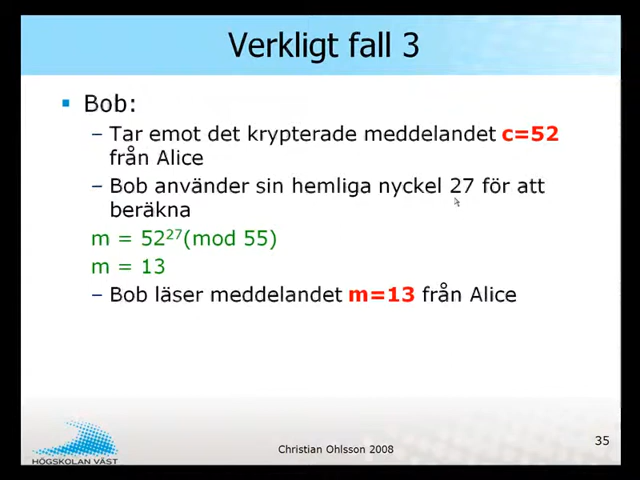 Verkligt fall 3
Bob:
– Tar emot det krypterade meddelandet c=52
från Alice
– Bob använder sin hemliga nyckel 27 för att
beräkna
m = 52²⁷(mod 55)
m = 13
– Bob läser meddelandet m=13 från Alice
35
Christian Ohlsson 2008
HÖGSKOLAN VÄST